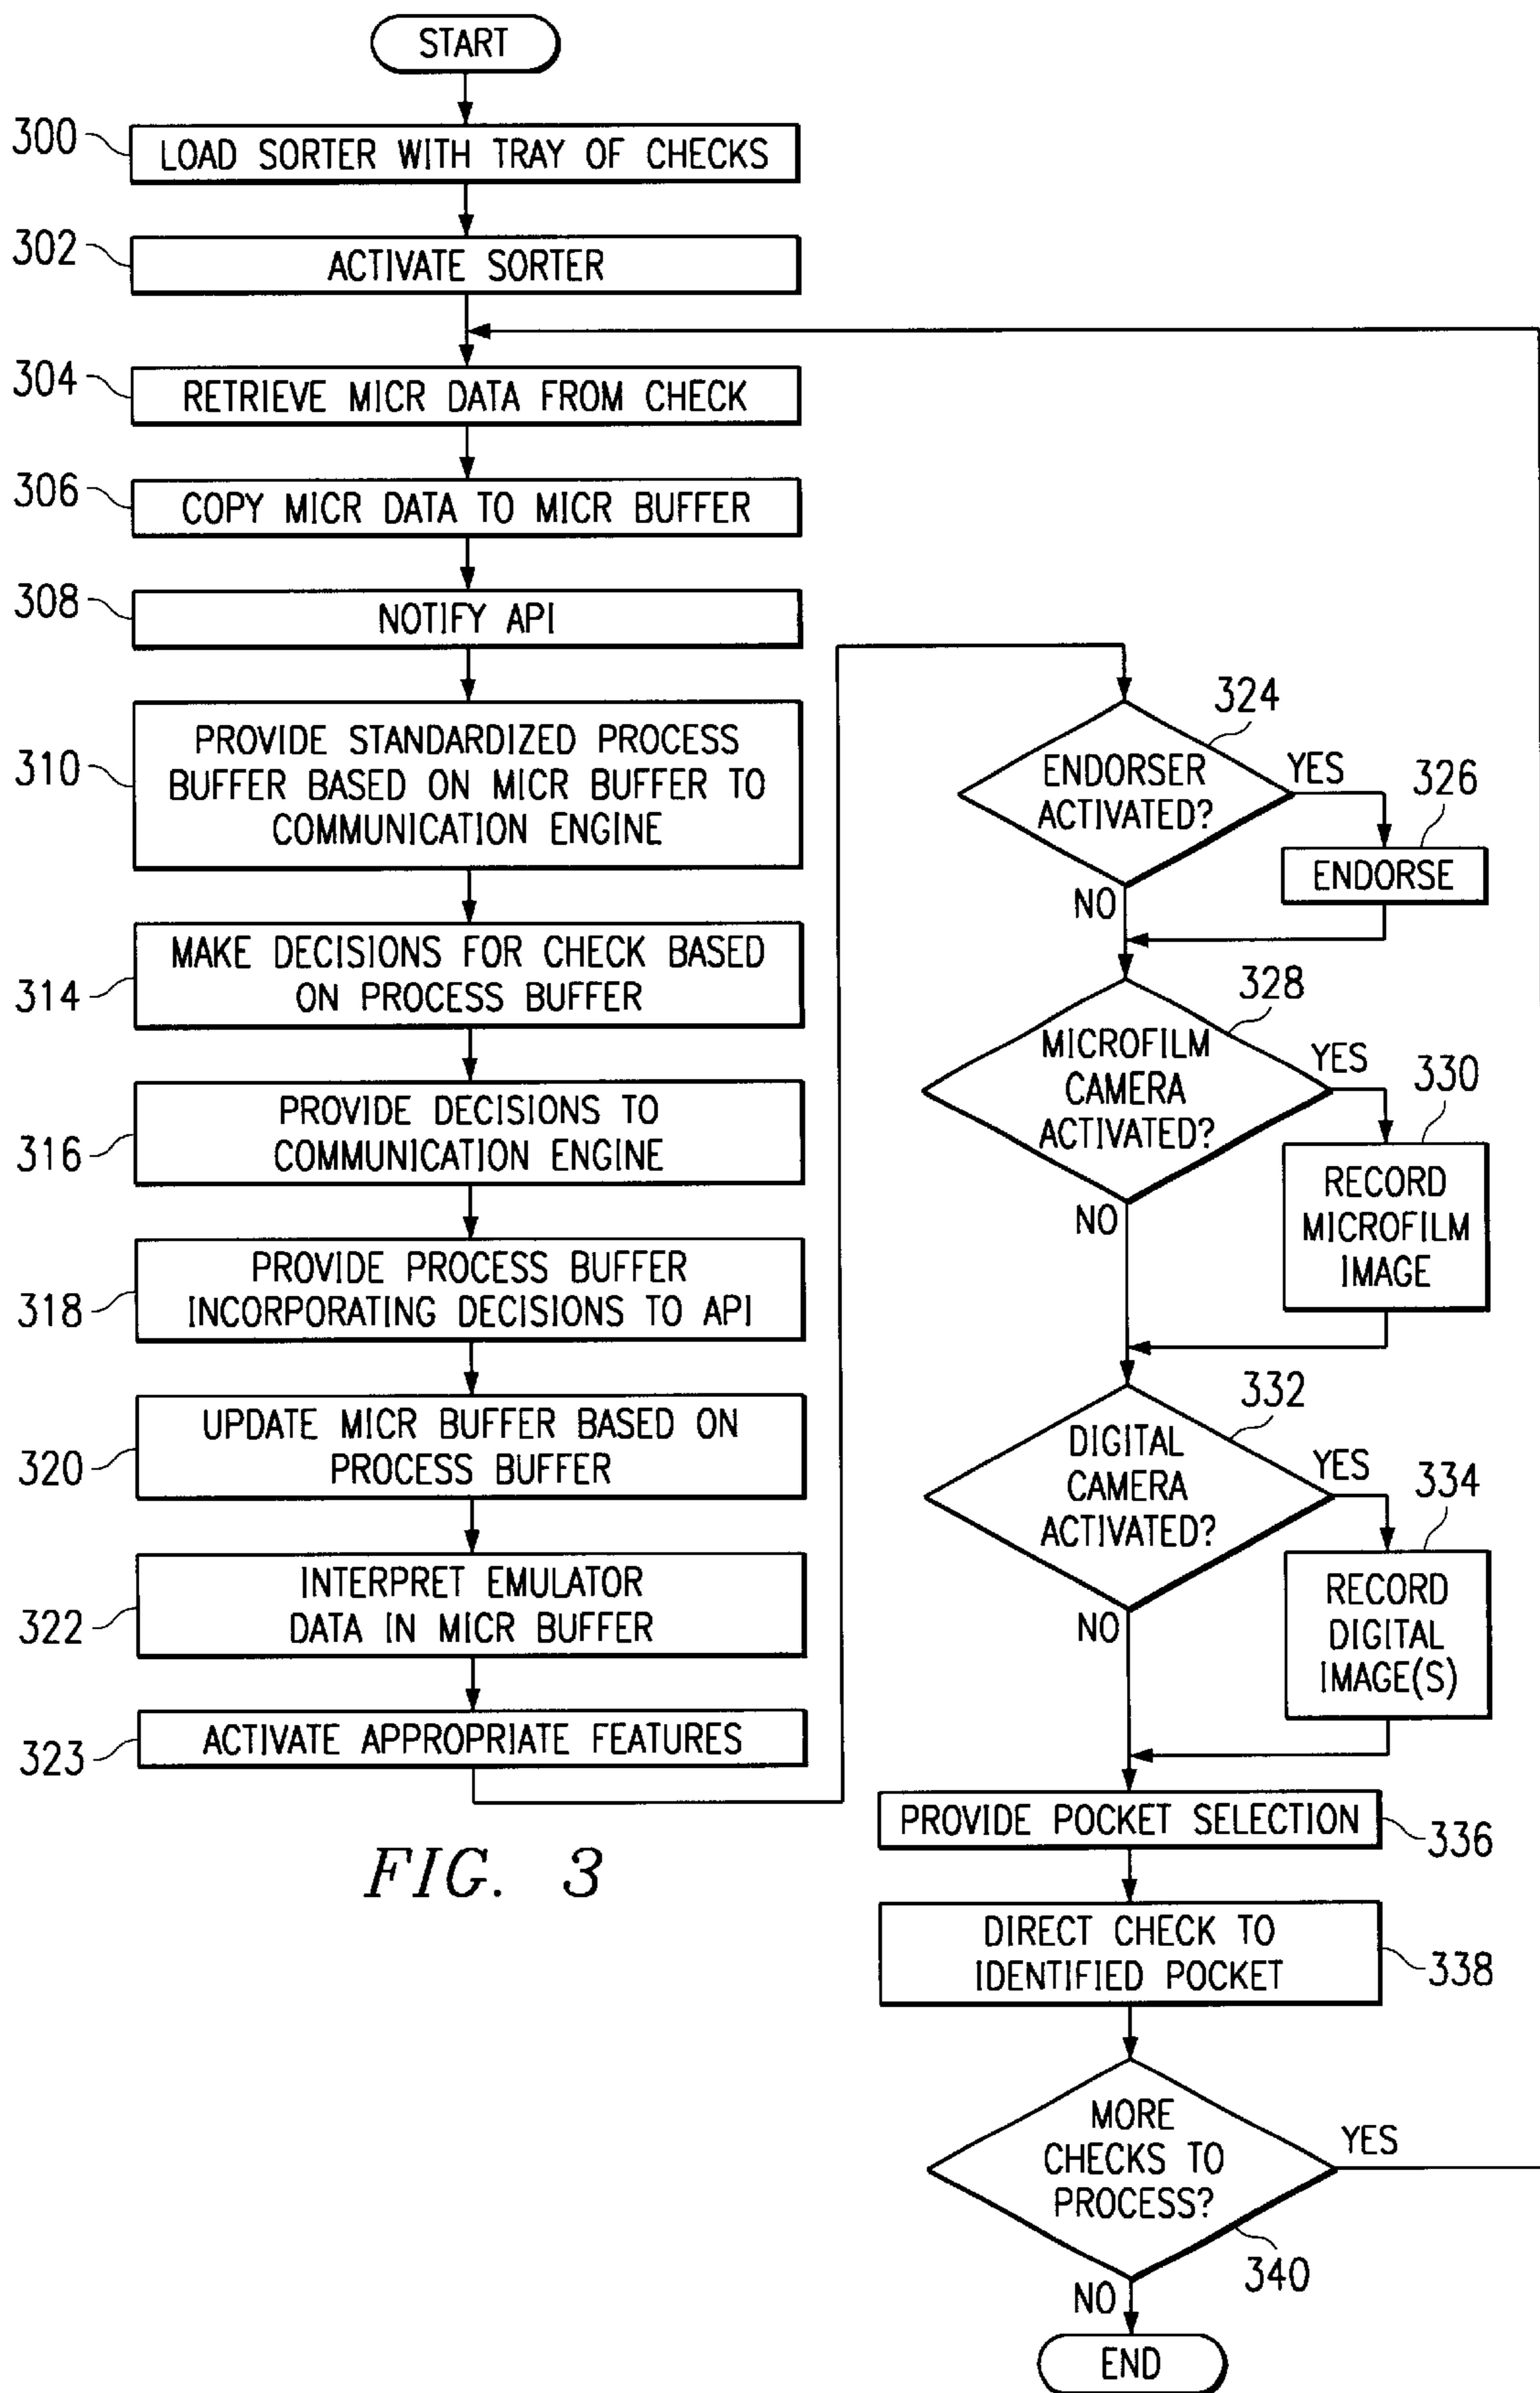 START
300
LOAD SORTER WITH TRAY OF CHECKS
302
ACTIVATE SORTER
304
RETRIEVE MICR DATA FROM CHECK
306
COPY MICR DATA TO MICR BUFFER
308
NOTIFY API
310
PROVIDE STANDARDIZED PROCESS
BUFFER BASED ON MICR BUFFER TO
COMMUNICATION ENGINE
314
MAKE DECISIONS FOR CHECK BASED
ON PROCESS BUFFER
316
PROVIDE DECISIONS TO
COMMUNICATION ENGINE
318
PROVIDE PROCESS BUFFER
INCORPORATING DECISIONS TO API
320
UPDATE MICR BUFFER BASED ON
PROCESS BUFFER
322
INTERPRET EMULATOR
DATA IN MICR BUFFER
323
ACTIVATE APPROPRIATE FEATURES
FIG. 3
324
ENDORSER
ACTIVATED?
YES
326
ENDORSE
NO
328
MICROFILM
CAMERA
ACTIVATED?
YES
330
RECORD
MICROFILM
IMAGE
NO
332
DIGITAL
CAMERA
ACTIVATED?
YES
334
RECORD
DIGITAL
IMAGE(S)
NO
PROVIDE POCKET SELECTION
336
DIRECT CHECK TO
IDENTIFIED POCKET
338
MORE
CHECKS TO
PROCESS?
YES
340
NO
END